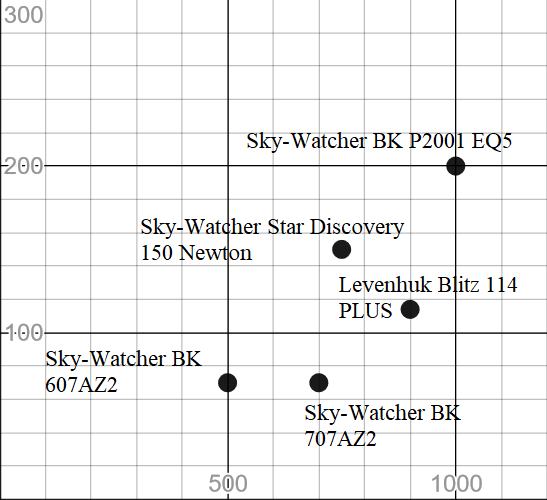 300
Sky-Watcher BK P2001 EQ5
200
Sky-Watcher Star Discovery
150 Newton
Levenhuk Blitz 114
PLUS
100
Sky-Watcher BK
607AZ2
Sky-Watcher BK
707AZ2
500
1000